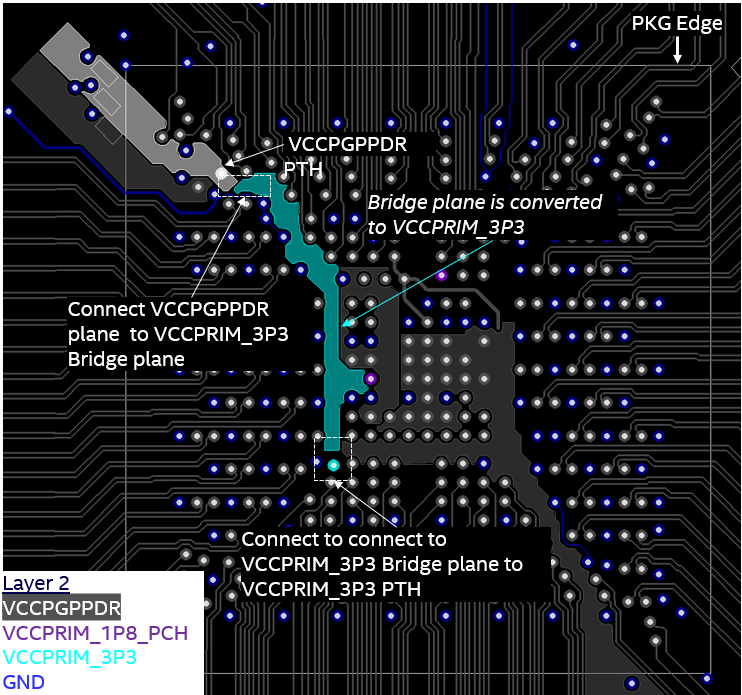 PKG Edge
VCCPGPPDR
PTH
Bridge plane is converted
to VCCPRIM_3P3
Connect VCCPGPPDR
plane  to VCCPRIM_3P3
Bridge plane
Connect to connect to
VCCPRIM_3P3 Bridge plane to
VCCPRIM_3P3 PTH
Layer 2
VCCPGPPDR
VCCPRIM_1P8_PCH
VCCPRIM_3P3
GND